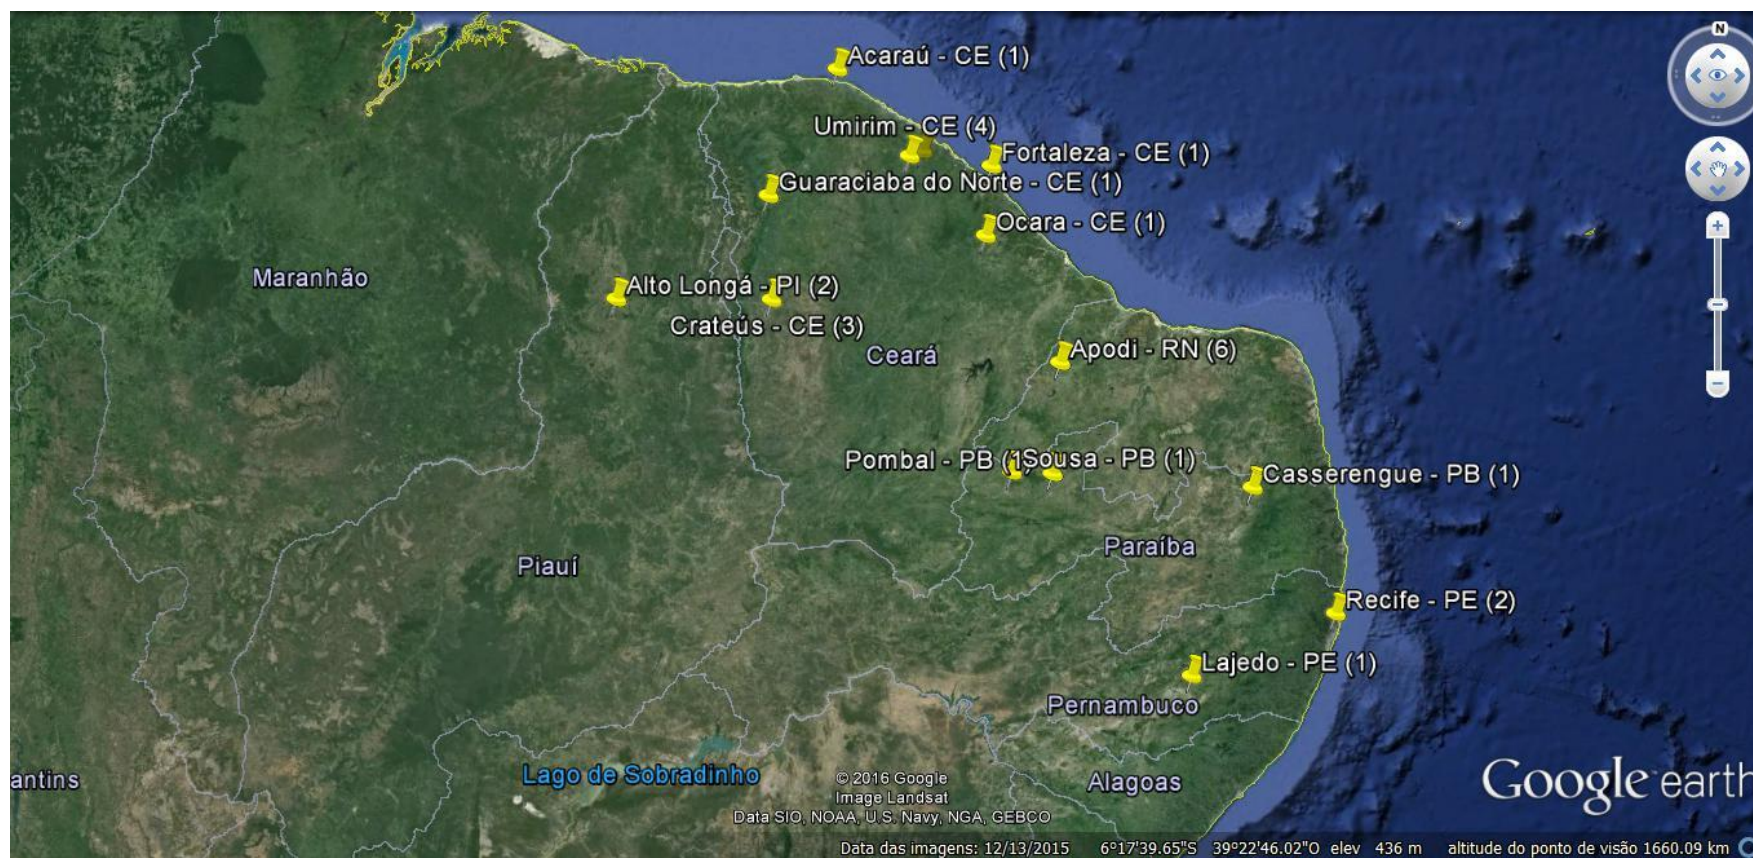 N
Acaraú - CE (1)
Umirim - CE (4)
Fortaleza - CE (1)
Guaraciaba do Norte - CE (1)
Ocara - CE (1)
Maranhão
Alto Longá - PI (2)
Crateús - CE (3)
Ceará
Apodi - RN (6)
Pombal - PB (1) Sousa - PB (1)
Casserengue - PB (1)
Paraíba
Piauí
Recife - PE (2)
Lajedo - PE (1)
Pernambuco
antins
Lago de Sobradinho
Alagoas
Google earth
© 2016 Google
Image Landsat
Data SIO, NOAA, U.S. Navy, NGA, GEBCO
Data das imagens: 12/13/2015 6°17'39.65"S 39°22'46.02"O elev 436 m altitude do ponto de visão 1660.09 km